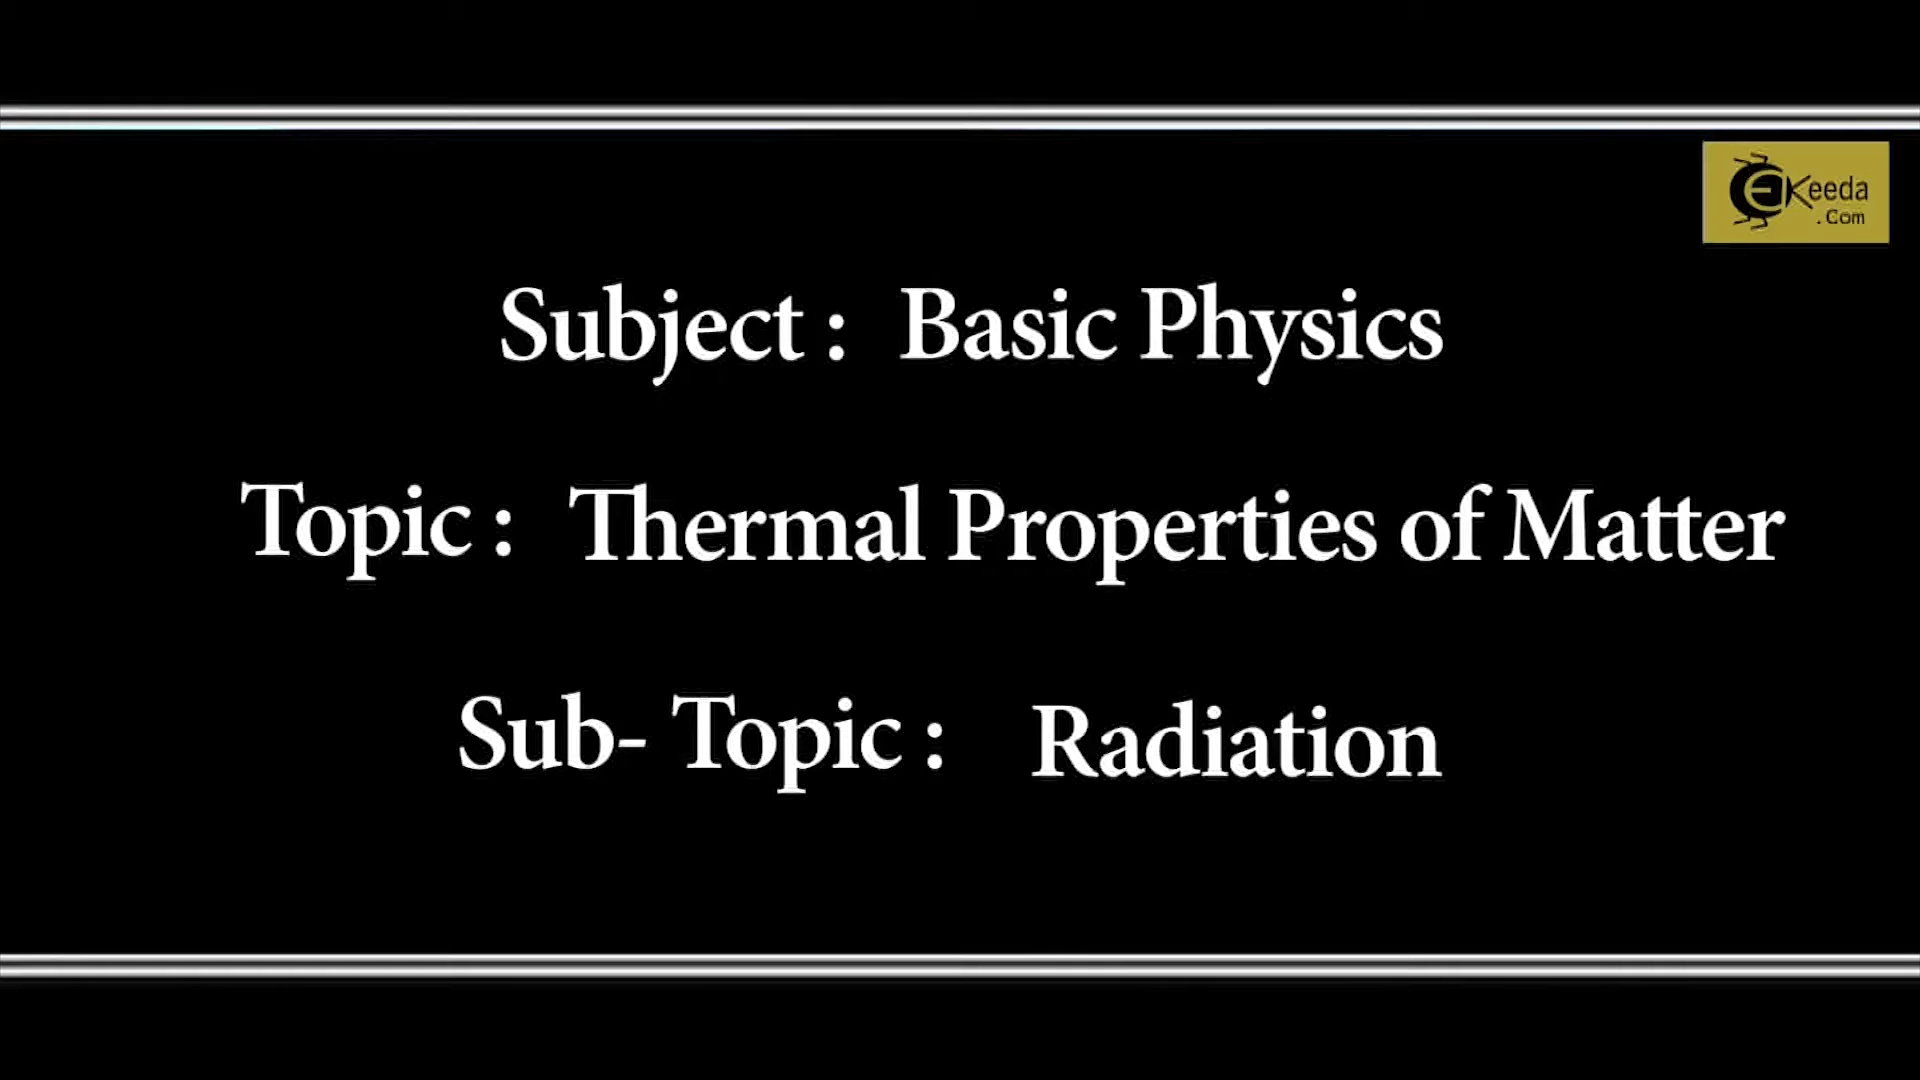 EKeeda
.Com
Subject : Basic Physics
Topic : Thermal Properties of Matter
Sub- Topic : Radiation